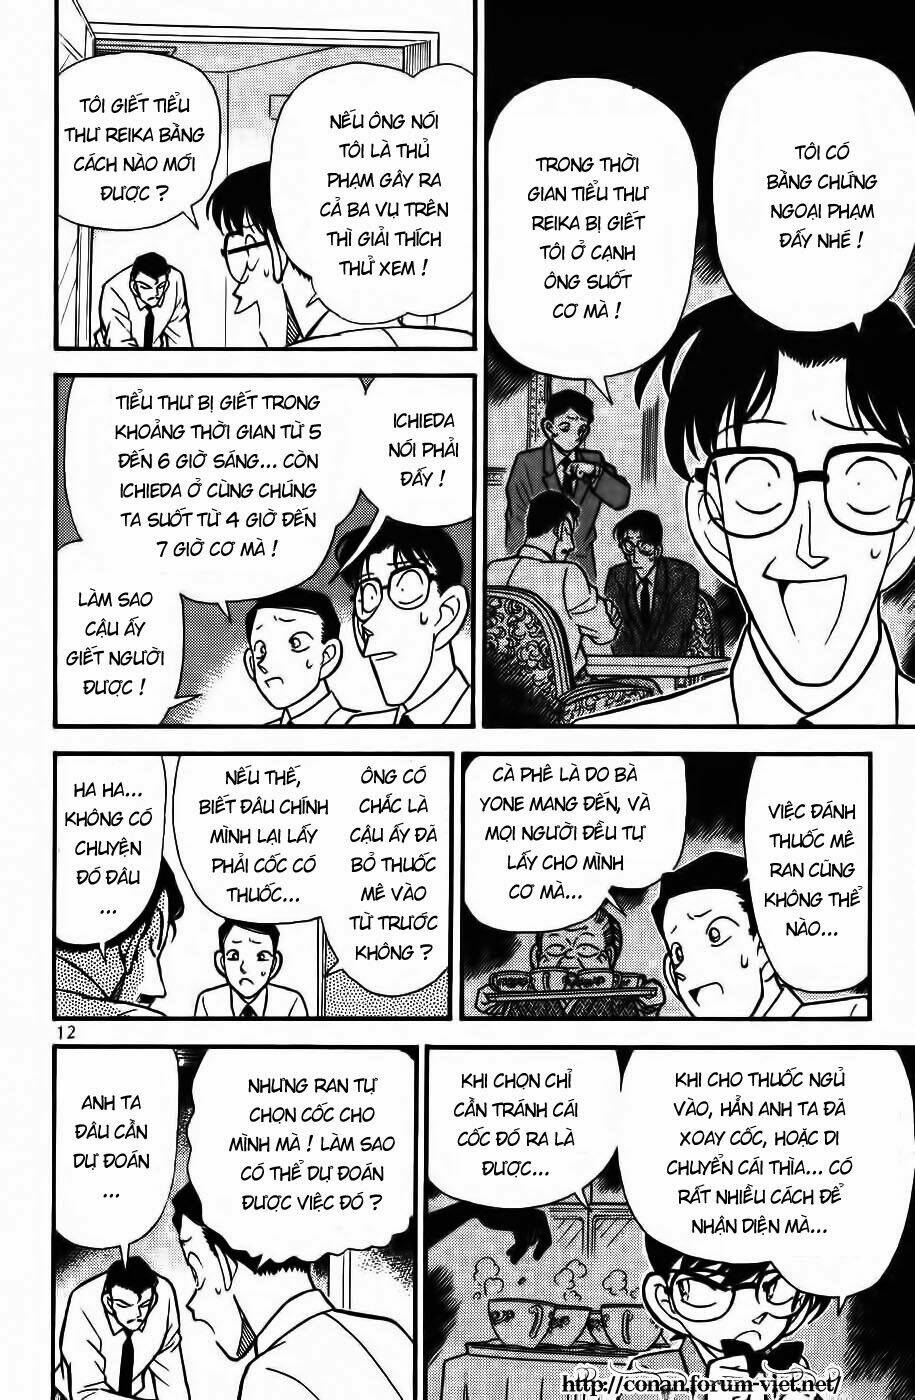 TÔI CÓ
BẰNG CHỨNG
NGOẠI PHẠM
ĐẤY NHÉ !
TRONG THỜI
GIAN TIỂU THƯ
REIKA BỊ GIẾT
TÔI Ở CẠNH
ÔNG SUỐT
CƠ MÀ !
NẾU ÔNG NÓI
TÔI LÀ THỦ
PHẠM GÂY RA
CẢ BA VỤ TRÊN
THÌ GIẢI THÍCH
THỬ XEM !
TÔI GIẾT TIỂU
THƯ REIKA BẰNG
CÁCH NÀO MỚI
ĐƯỢC ?
ICHIEDA
NÓI PHẢI
ĐẤY !
TIỂU THƯ BỊ GIẾT TRONG
KHOẢNG THỜI GIAN TỪ 5
ĐẾN 6 GIỜ SÁNG... CÒN
ICHIEDA Ở CÙNG CHÚNG
TA SUỐT TỪ 4 GIỜ ĐẾN
7 GIỜ CƠ MÀ !
LÀM SAO
CẬU ẤY
GIẾT NGƯỜI
ĐƯỢC !
VIỆC ĐÁNH
THUỐC MÊ
RAN CŨNG
KHÔNG THỂ
NÀO...
CÀ PHÊ LÀ DO BÀ
YONE MANG ĐẾN, VÀ
MỌI NGƯỜI ĐỀU TỰ
LẤY CHO MÌNH
CƠ MÀ...
ÔNG CÓ
CHẮC LÀ
CẬU ẤY ĐÃ
BỎ THUỐC
MÊ VÀO
TỪ TRƯỚC
KHÔNG ?
NẾU THẾ,
BIẾT ĐÂU CHÍNH
MÌNH LẠI LẤY
PHẢI CỐC CÓ
THUỐC...
HA HA...
KHÔNG CÓ
CHUYỆN
ĐÓ ĐÂU
...
12
KHI CHO THUỐC NGỦ
VÀO, HẲN ANH TA ĐÃ
XOAY CỐC, HOẶC DI
CHUYỂN CÁI THÌA... CÓ
RẤT NHIỀU CÁCH ĐỂ
NHẬN DIỆN MÀ...
KHI CHỌN CHỈ
CẦN TRÁNH CÁI
CỐC ĐÓ RA LÀ
ĐƯỢC...
NHƯNG RAN TỰ
CHỌN CỐC CHO
MÌNH MÀ ! LÀM SAO
CÓ THỂ DỰ ĐOÁN
ĐƯỢC VIỆC ĐÓ ?
ANH TA
ĐÂU CẦN
DỰ ĐOÁN
...
http://conan.forum-viet.net/